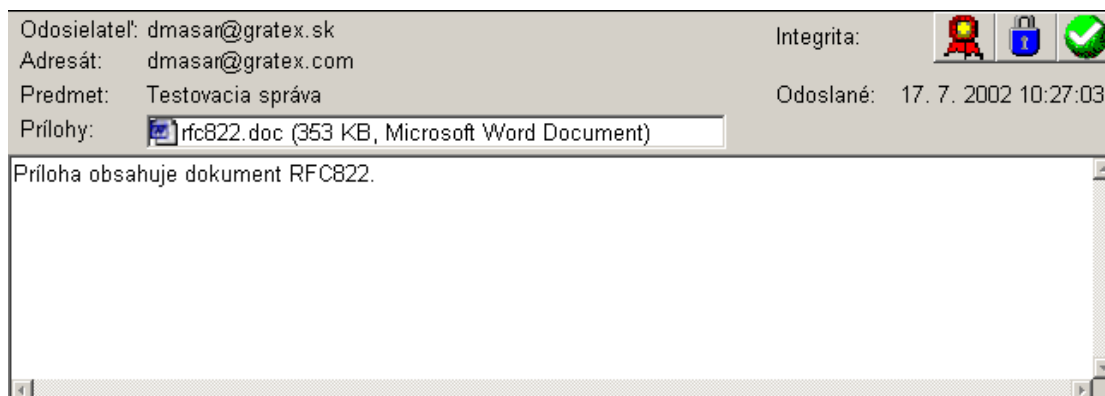 Odosielateľ: dmasar@gratex.sk
Integrita:
Adresát: dmasar@gratex.com
Predmet: Testovacia správa
Odoslané: 17. 7. 2002 10:27:03
Prílohy: rfc822.doc (353 KB, Microsoft Word Document)
Príloha obsahuje dokument RFC822.